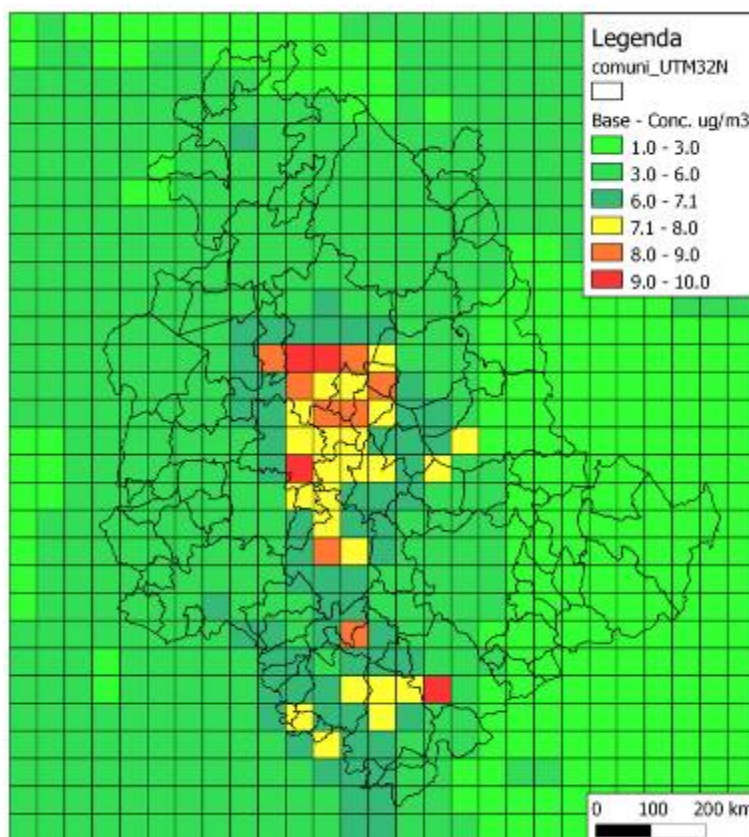 Legenda
comuni_UTM32N
Base - Conc. ug/m3
1.0 - 3.0
3.0 - 6.0
6.0 - 7.1
7.1 - 8.0
8.0 - 9.0
9.0 - 10.0
0 100 200 km